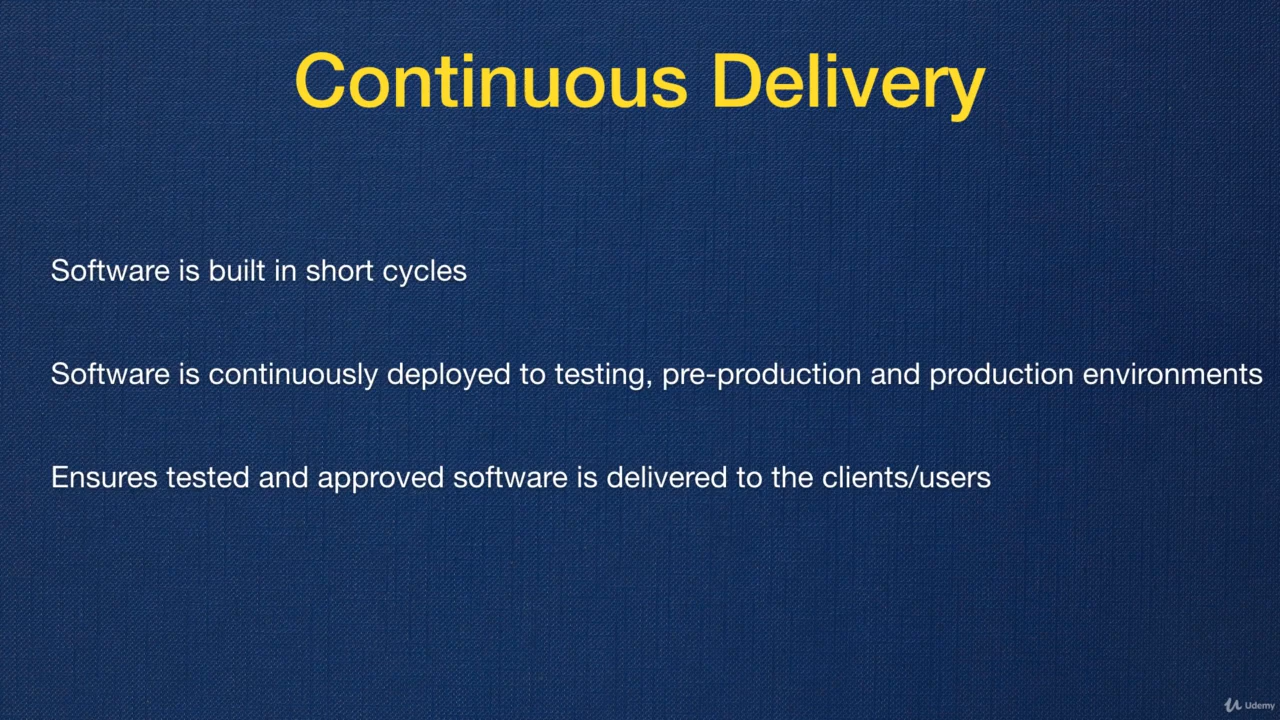 Continuous Delivery
Software is built in short cycles
Software is continuously deployed to testing, pre-production and production environments
Ensures tested and approved software is delivered to the clients/users
Udemy